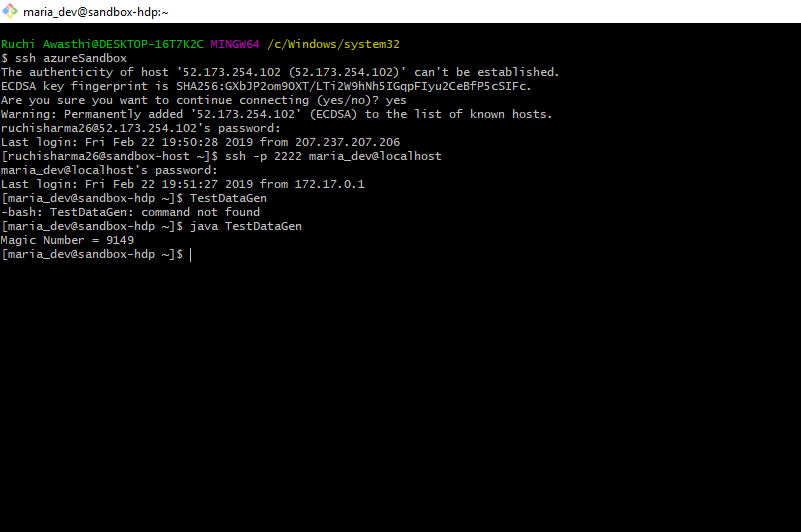 maria_dev@sandbox-hdp:~
Ruchi Awasthi@DESKTOP-16T7K2C MINGW64 /c/Windows/system32
$ ssh azureSandbox
The authenticity of host '52.173.254.102 (52.173.254.102)' can't be established.
ECDSA key fingerprint is SHA256:GXbJP2om9OXT/LTi2W9hNh5IGqpFIyu2CeBfP5cSIFc.
Are you sure you want to continue connecting (yes/no)? yes
Warning: Permanently added '52.173.254.102' (ECDSA) to the list of known hosts.
ruchisharma26@52.173.254.102's password:
Last login: Fri Feb 22 19:50:28 2019 from 207.237.207.206
[ruchisharma26@sandbox-host ~]$ ssh -p 2222 maria_dev@localhost
maria_dev@localhost's password:
Last login: Fri Feb 22 19:51:27 2019 from 172.17.0.1
[maria_dev@sandbox-hdp ~]$ TestDataGen
-bash: TestDataGen: command not found
[maria_dev@sandbox-hdp ~]$ java TestDataGen
Magic Number = 9149
[maria_dev@sandbox-hdp ~]$